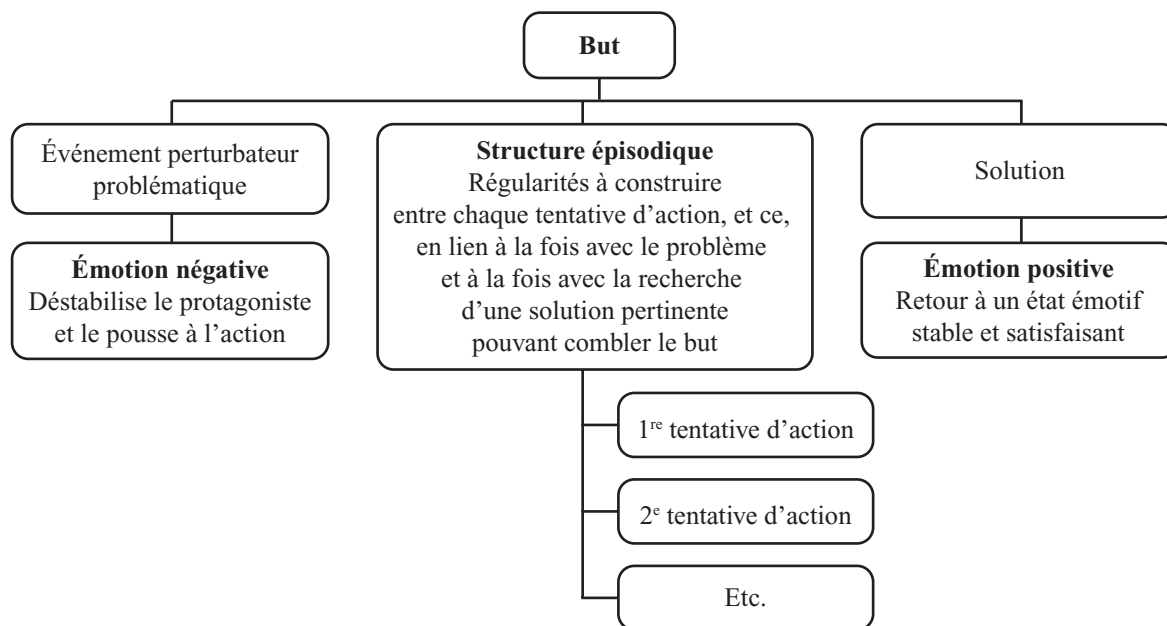 But
Événement perturbateur
problématique
Émotion négative
Déstabilise le protagoniste
et le pousse à l’action
Structure épisodique
Régularités à construire
entre chaque tentative d’action, et ce,
en lien à la fois avec le problème
et à la fois avec la recherche
d’une solution pertinente
pouvant combler le but
1re tentative d’action
2e tentative d’action
Etc.
Solution
Émotion positive
Retour à un état émotif
stable et satisfaisant